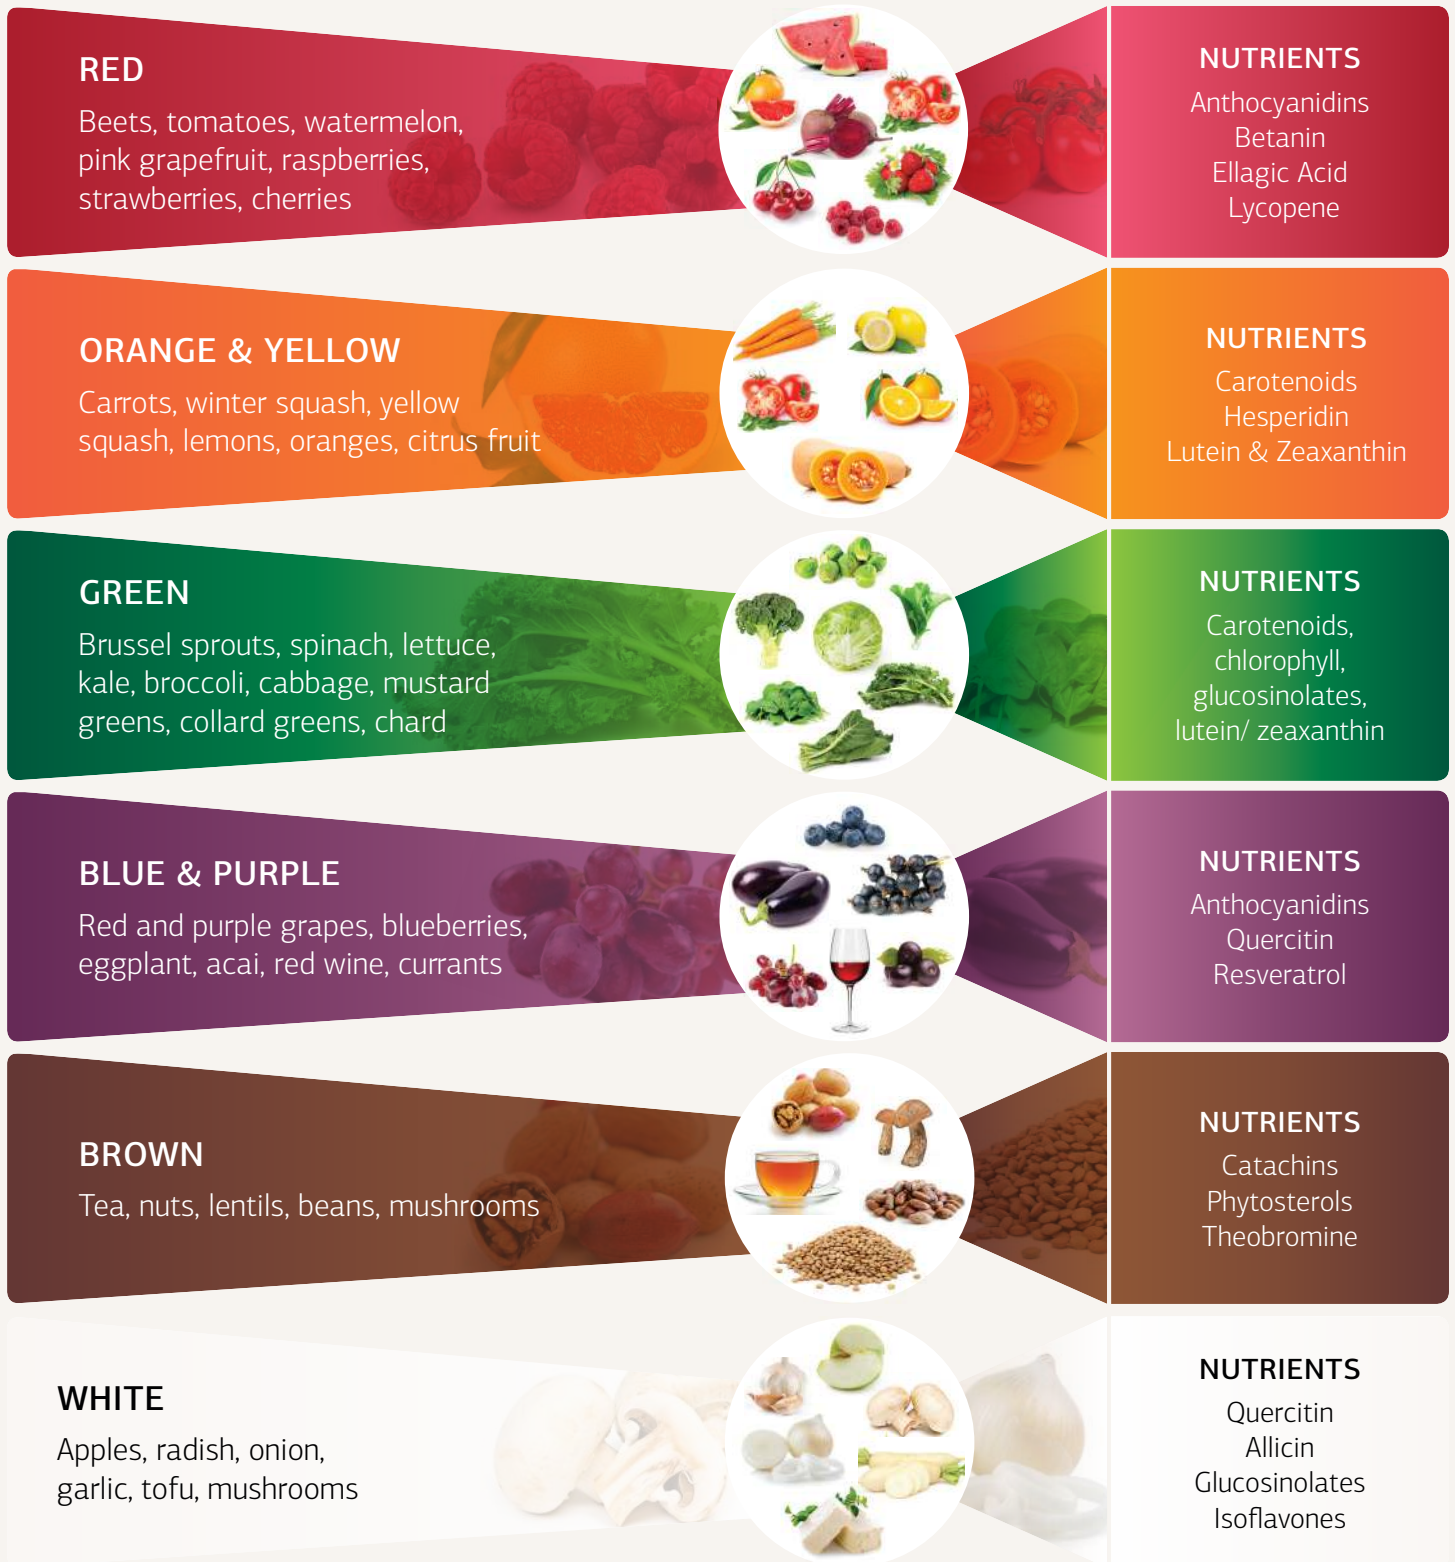 RED
Beets, tomatoes, watermelon,
pink grapefruit, raspberries,
strawberries, cherries
NUTRIENTS
Anthocyanidins
Betanin
Ellagic Acid
Lycopene
ORANGE & YELLOW
Carrots, winter squash, yellow
squash, lemons, oranges, citrus fruit
NUTRIENTS
Carotenoids
Hesperidin
Lutein & Zeaxanthin
GREEN
Brussel sprouts, spinach, lettuce,
kale, broccoli, cabbage, mustard
greens, collard greens, chard
NUTRIENTS
Carotenoids,
chlorophyll,
glucosinolates,
lutein/ zeaxanthin
BLUE & PURPLE
Red and purple grapes, blueberries,
eggplant, acai, red wine, currants
NUTRIENTS
Anthocyanidins
Quercitin
Resveratrol
BROWN
Tea, nuts, lentils, beans, mushrooms
NUTRIENTS
Catachins
Phytosterols
Theobromine
WHITE
Apples, radish, onion,
garlic, tofu, mushrooms
NUTRIENTS
Quercitin
Allicin
Glucosinolates
Isoflavones